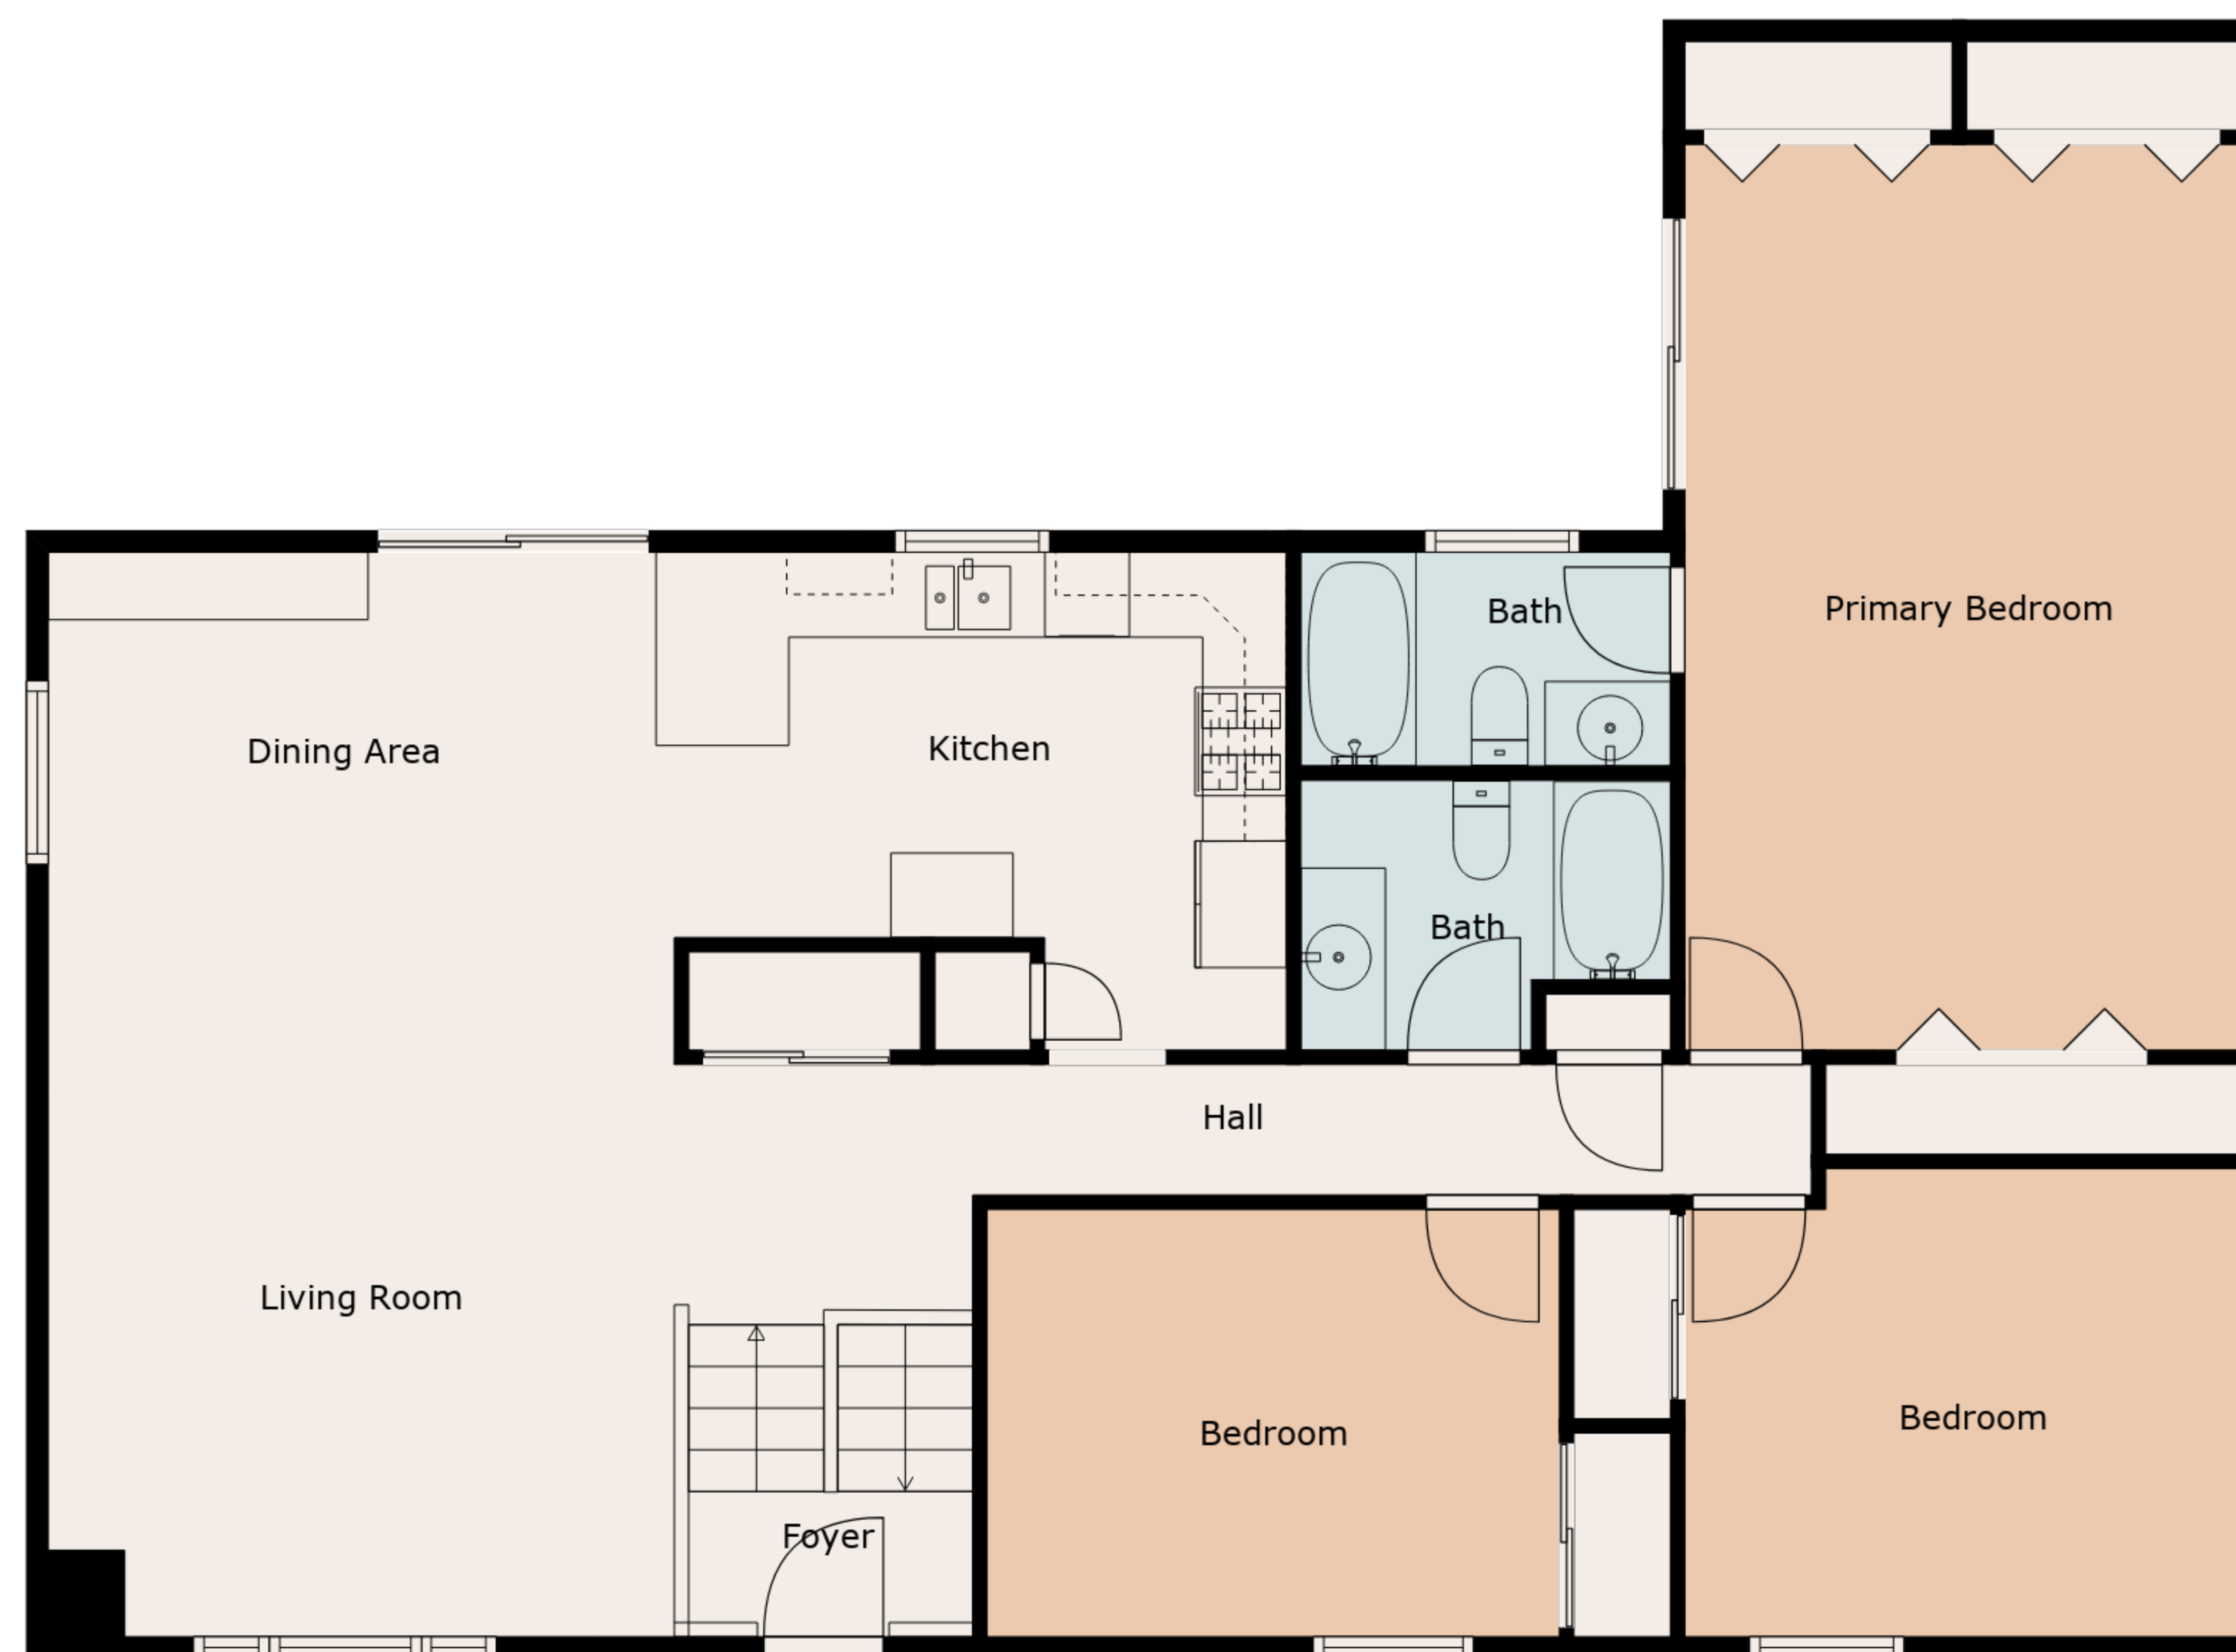 Bath
Primary Bedroom
Dining Area
Kitchen
Bath
Hall
Living Room
Bedroom
Bedroom
Foyer